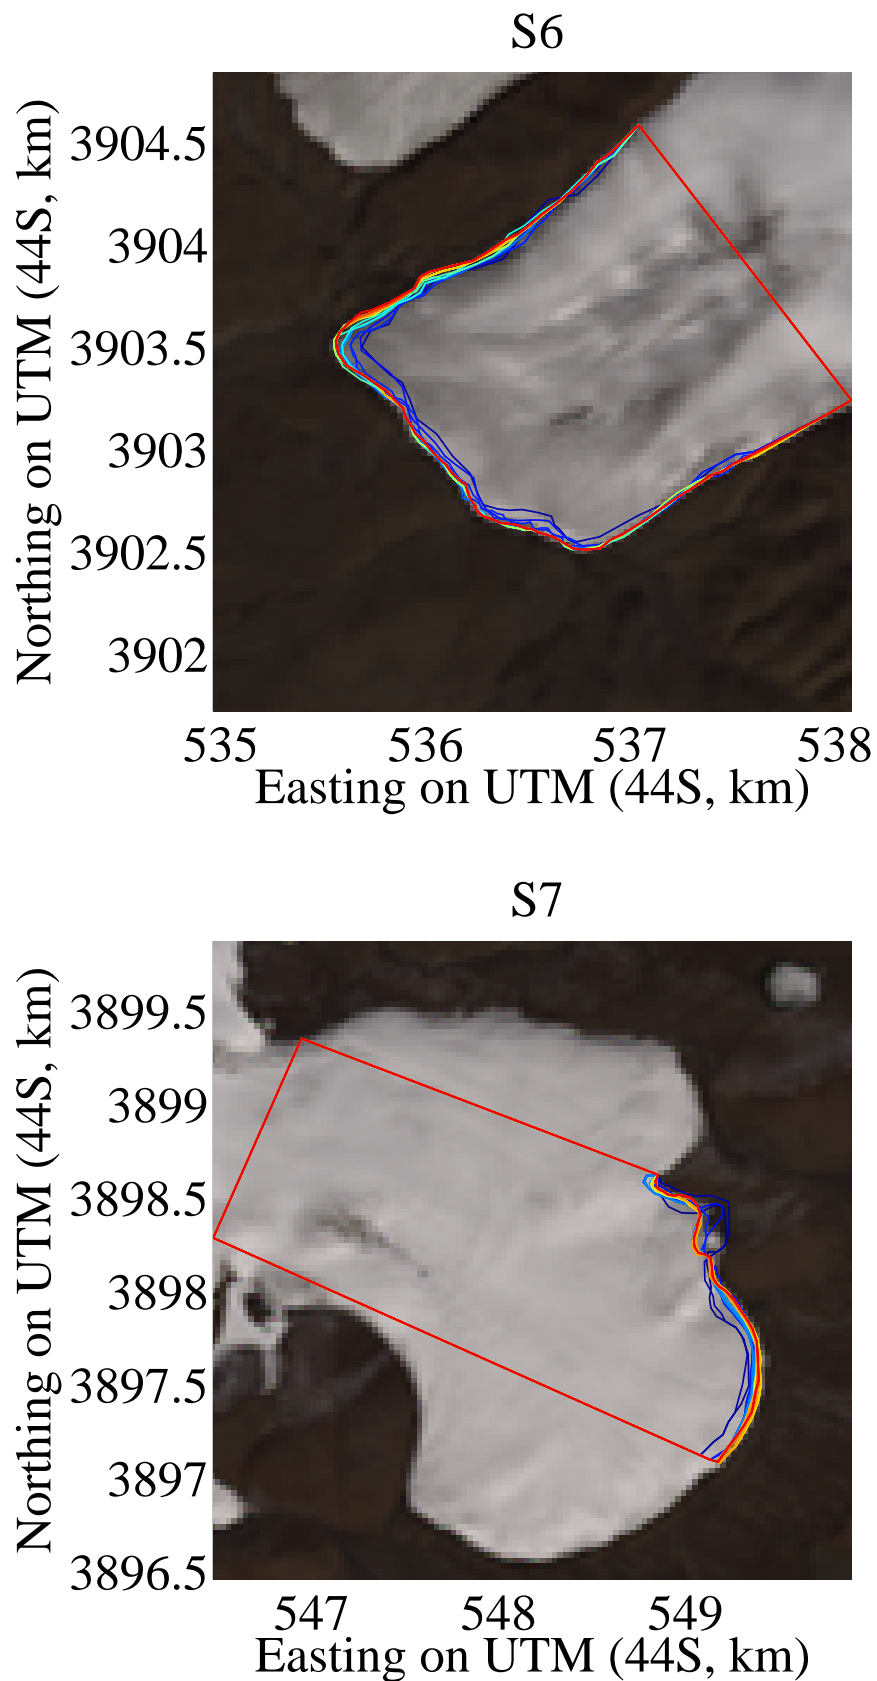 S6
Northing on UTM (44S, km)
3904.5
3904
3903.5
3903
3902.5
3902
535 536 537 538
Easting on UTM (44S, km)
S7
Northing on UTM (44S, km)
3899.5
3899
3898.5
3898
3897.5
3897
3896.5
547 548 549
Easting on UTM (44S, km)